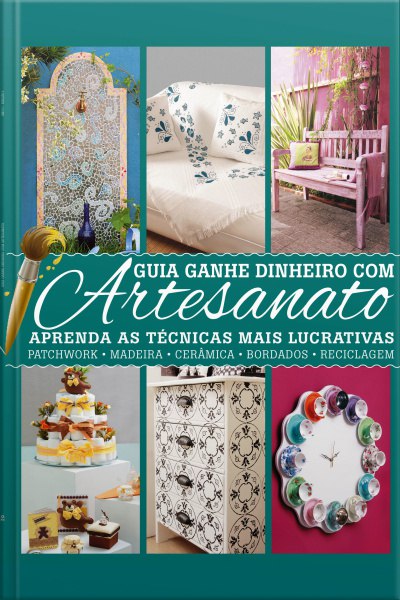 GUIA GANHE DINHEIRO COM
Artesanato
APRENDA AS TÉCNICAS MAIS LUCRATIVAS
PATCHWORK • MADEIRA • CERÂMICA • BORDADOS • RECICLAGEM